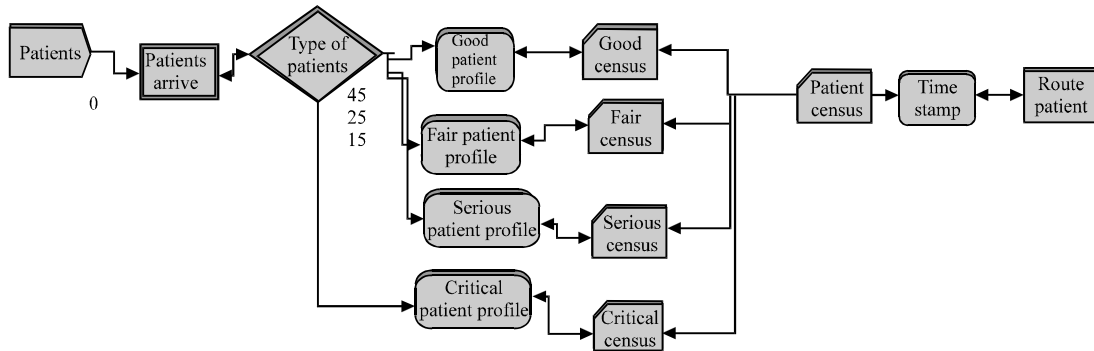 Patients
0
Patients
arrive
Type of
patients
45
25
15
Good
patient
profile
Good
census
Fair patient
profile
Fair
census
Serious
patient profile
Serious
census
Critical
patient profile
Critical
census
Patient
census
Time
stamp
Route
patient